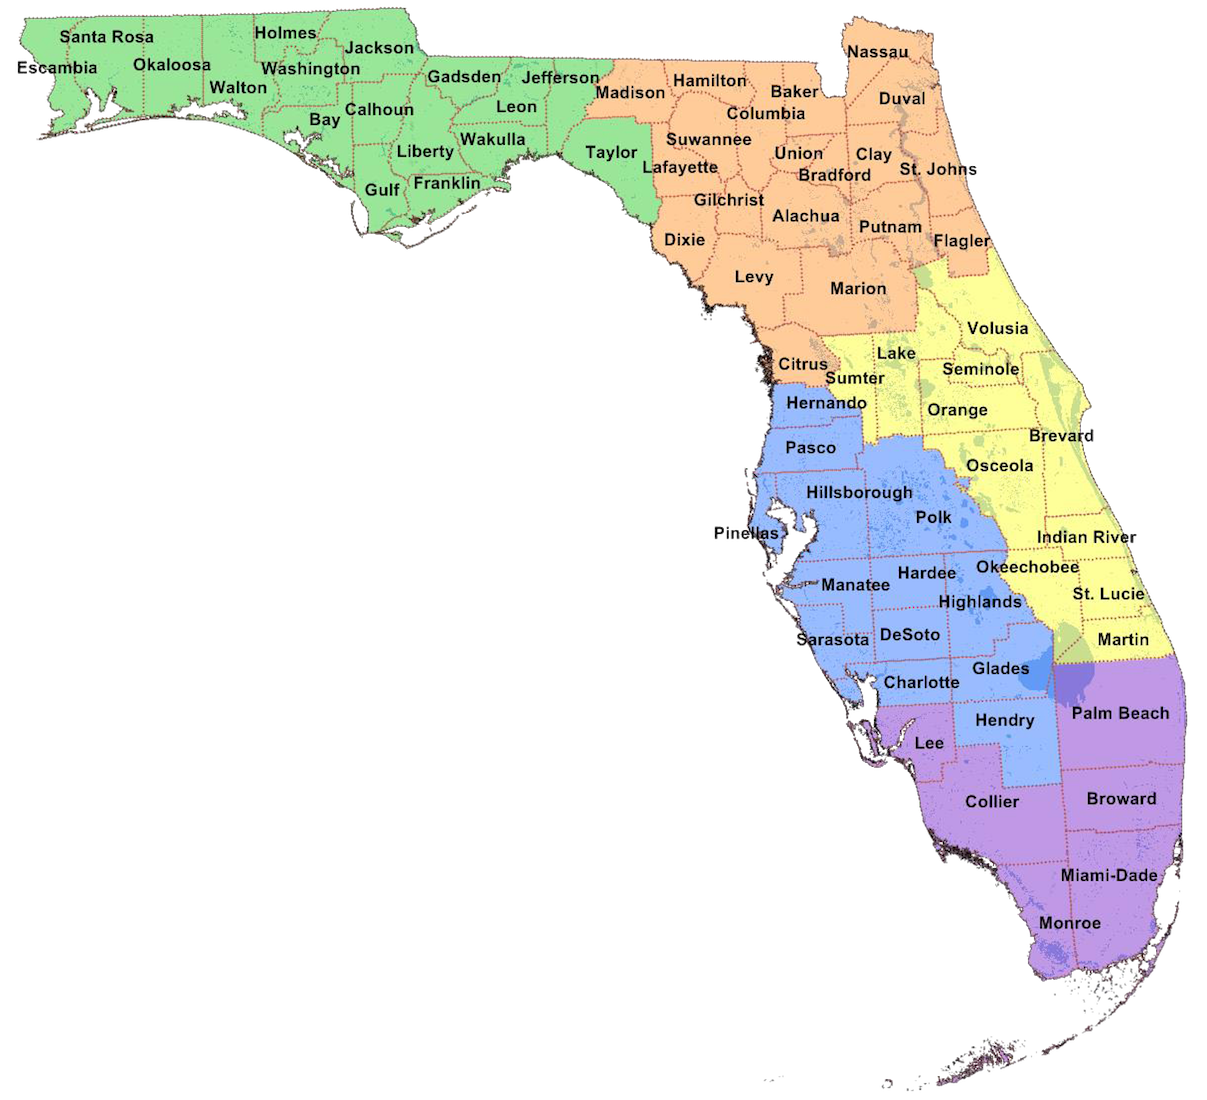 Santa Rosa
Holmes
Jackson
Nassau
Escambia
Okaloosa
Washington
Walton
Gadsden
Jefferson
Madison
Hamilton
Baker
Duval
Bay
Calhoun
Leon
Columbia
Liberty
Wakulla
Taylor
Suwannee
Union
Clay
St. Johns
Lafayette
Bradford
Gulf
Franklin
Gilchrist
Alachua
Putnam
Flagler
Dixie
Levy
Marion
Volusia
Lake
Citrus
Sumter
Seminole
Hernando
Orange
Brevard
Pasco
Osceola
Hillsborough
Polk
Pinellas
Indian River
Manatee
Hardee
Okeechobee
Highlands
St. Lucie
Sarasota
DeSoto
Martin
Charlotte
Glades
Hendry
Palm Beach
Lee
Collier
Broward
Miami-Dade
Monroe